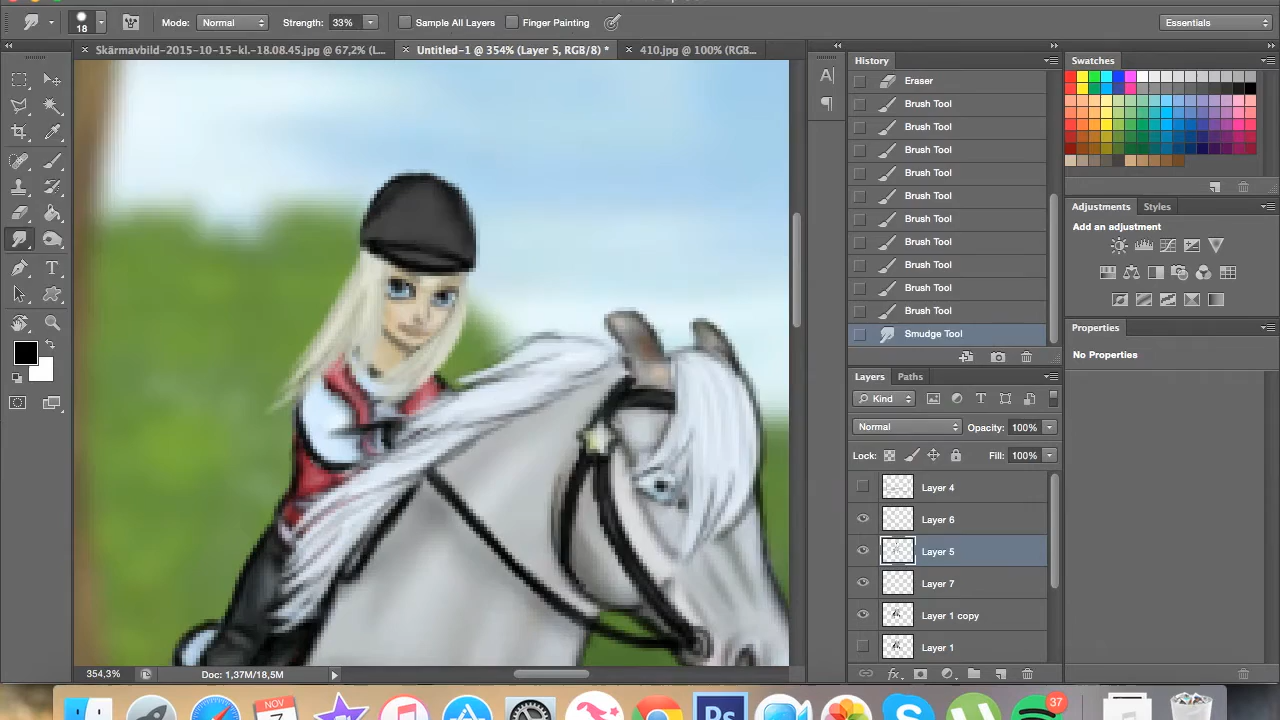 18
Mode: Normal
Strength: 33%
Sample All Layers
Finger Painting
Essentials
Skärmavbild-2015-10-15-kl.-18.08.45.jpg @ 67,2% (L...
Untitled-1 @ 354% (Layer 5, RGB/8) *
410.jpg @ 100% (RGB...
History
Eraser
Brush Tool
Brush Tool
Brush Tool
Brush Tool
Brush Tool
Brush Tool
Brush Tool
Brush Tool
Brush Tool
Brush Tool
Smudge Tool
Layers Paths
Kind
Normal Opacity: 100%
Lock: Fill: 100%
Layer 4
Layer 6
Layer 5
Layer 7
Layer 1 copy
Layer 1
Swatches
Adjustments Styles
Add an adjustment
Properties
No Properties
354,3% Doc: 1,37M/18,5M
NOV
7
Ps
37